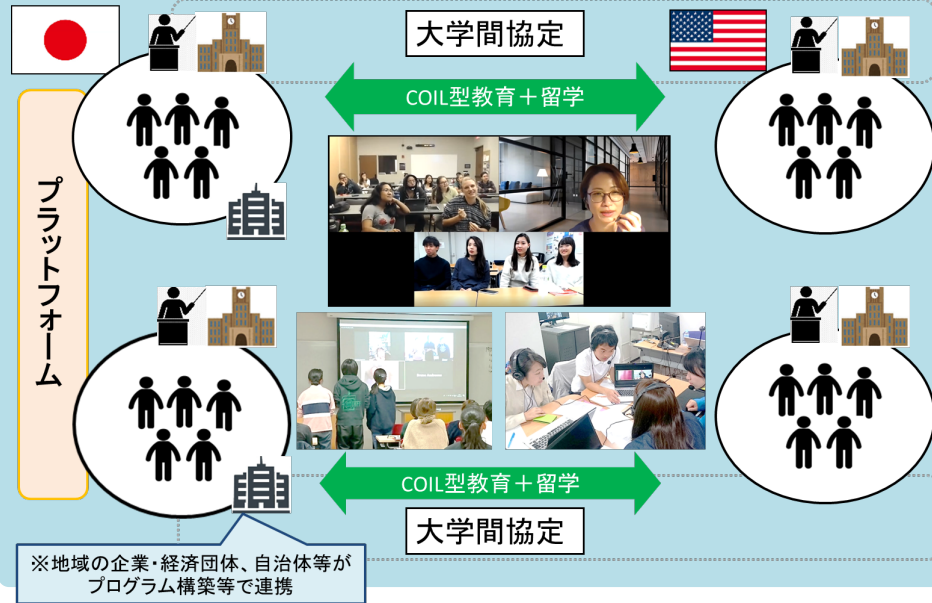 大学間協定
COIL型教育＋留学
プラットフォーム
COIL型教育＋留学
大学間協定
※地域の企業・経済団体、自治体等が
プログラム構築等で連携